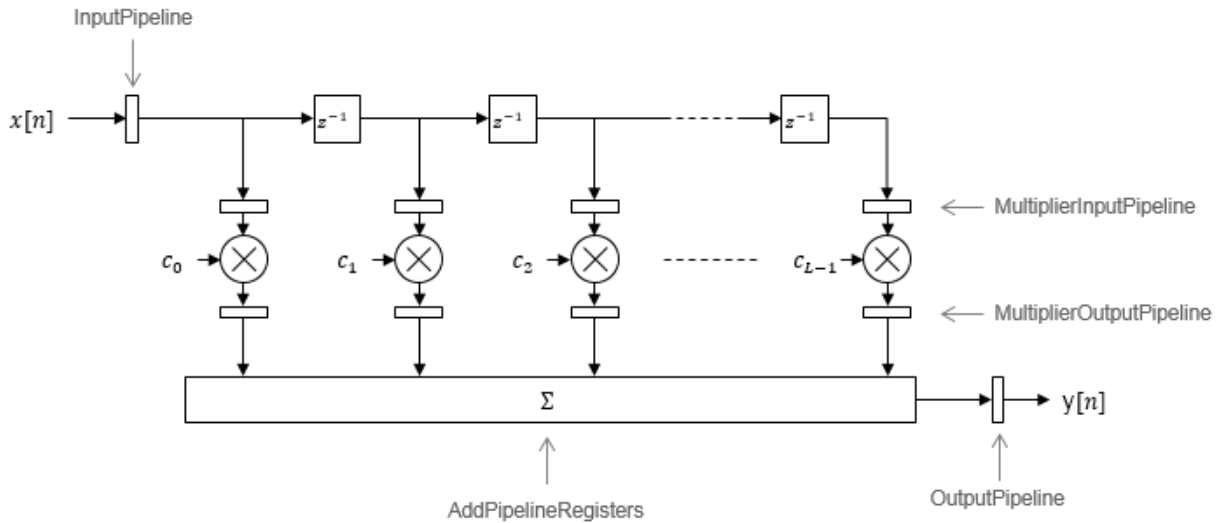 InputPipeline
x[n]
z⁻¹
z⁻¹
z⁻¹
MultiplierInputPipeline
c₀
c₁
c₂
c_{L−1}
MultiplierOutputPipeline
Σ
y[n]
AddPipelineRegisters
OutputPipeline